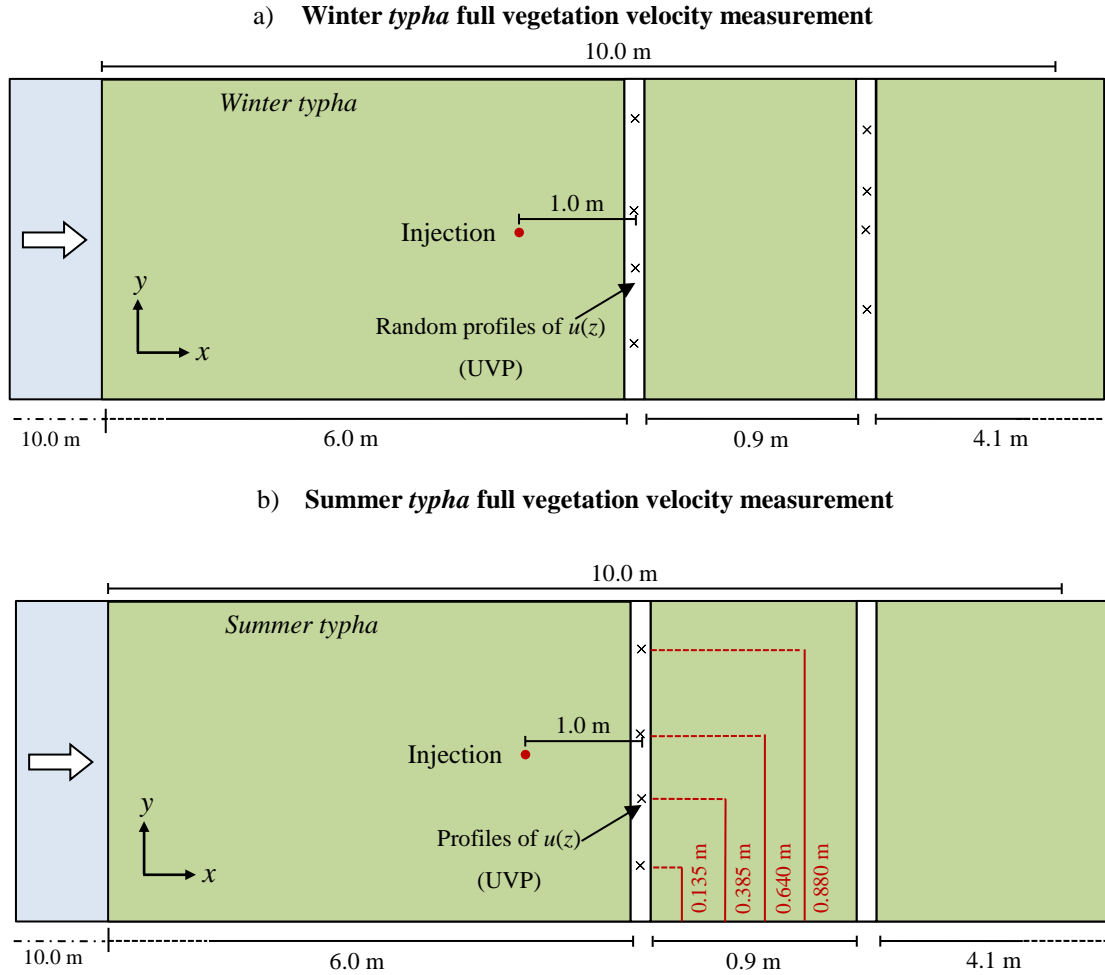 a) Winter typha full vegetation velocity measurement
10.0 m
Winter typha
1.0 m
Injection
y
Random profiles of u(z)
x
(UVP)
10.0 m
6.0 m
0.9 m
4.1 m
b) Summer typha full vegetation velocity measurement
10.0 m
Summer typha
1.0 m
Injection
y
Profiles of u(z)
x
(UVP)
0.135 m
0.385 m
0.640 m
0.880 m
10.0 m
6.0 m
0.9 m
4.1 m